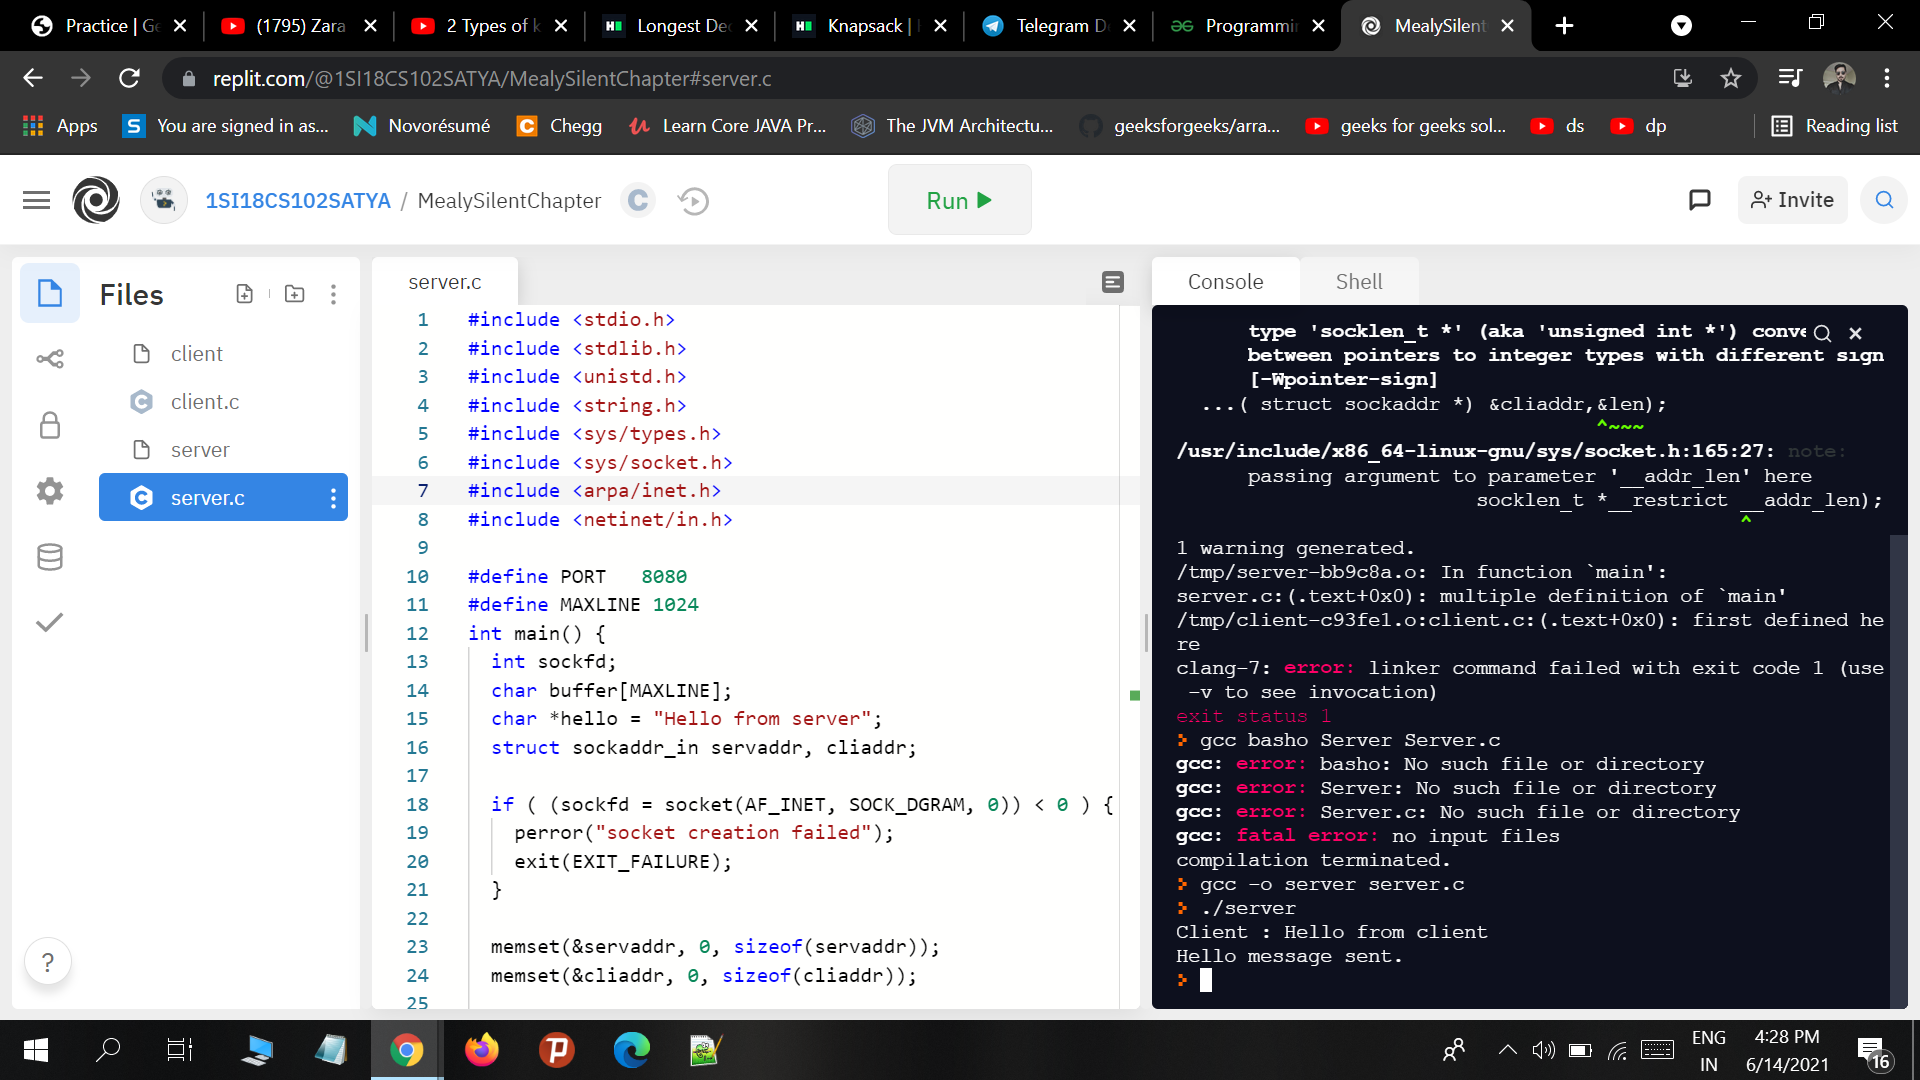 Practice | Ge
(1795) Zara
2 Types of k
Longest Dec
Knapsack |
Telegram D
Programmin
MealySilent
replit.com/@1SI18CS102SATYA/MealySilentChapter#server.c
Apps
You are signed in as...
Novorésumé
Chegg
Learn Core JAVA Pr...
The JVM Architectu...
geeksforgeeks/arra...
geeks for geeks sol...
ds
dp
Reading list
1SI18CS102SATYA / MealySilentChapter
C
Run
Invite
Files
client
client.c
server
server.c
server.c
1 #include <stdio.h>
2 #include <stdlib.h>
3 #include <unistd.h>
4 #include <string.h>
5 #include <sys/types.h>
6 #include <sys/socket.h>
7 #include <arpa/inet.h>
8 #include <netinet/in.h>
9
10 #define PORT   8080
11 #define MAXLINE 1024
12 int main() {
13   int sockfd;
14   char buffer[MAXLINE];
15   char *hello = "Hello from server";
16   struct sockaddr_in servaddr, cliaddr;
17
18   if ( (sockfd = socket(AF_INET, SOCK_DGRAM, 0)) < 0 ) {
19     perror("socket creation failed");
20     exit(EXIT_FAILURE);
21   }
22
23   memset(&servaddr, 0, sizeof(servaddr));
24   memset(&cliaddr, 0, sizeof(cliaddr));
25
Console
Shell
type 'socklen_t *' (aka 'unsigned int *') conve
between pointers to integer types with different sign
[-Wpointer-sign]
...( struct sockaddr *) &cliaddr,&len);
^~~~
/usr/include/x86_64-linux-gnu/sys/socket.h:165:27: note:
passing argument to parameter '__addr_len' here
socklen_t *__restrict __addr_len);
^
1 warning generated.
/tmp/server-bb9c8a.o: In function `main':
server.c:(.text+0x0): multiple definition of `main'
/tmp/client-c93fe1.o:client.c:(.text+0x0): first defined he
re
clang-7: error: linker command failed with exit code 1 (use
-v to see invocation)
exit status 1
gcc basho Server Server.c
gcc: error: basho: No such file or directory
gcc: error: Server: No such file or directory
gcc: error: Server.c: No such file or directory
gcc: fatal error: no input files
compilation terminated.
gcc -o server server.c
./server
Client : Hello from client
Hello message sent.
?
ENG
IN
4:28 PM
6/14/2021
16